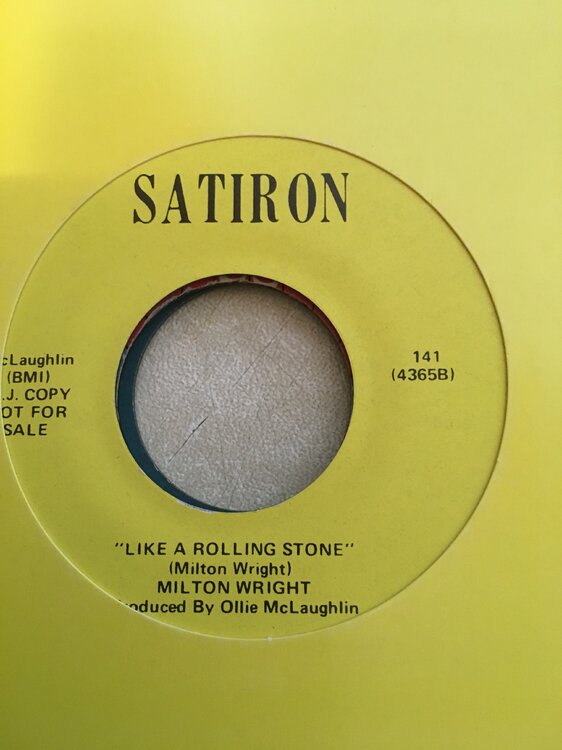 SATIRON
cLaughlin
(BMI)
.J. COPY
OT FOR
SALE
141
(4365B)
"LIKE A ROLLING STONE"
(Milton Wright)
MILTON WRIGHT
oduced By Ollie McLaughlin